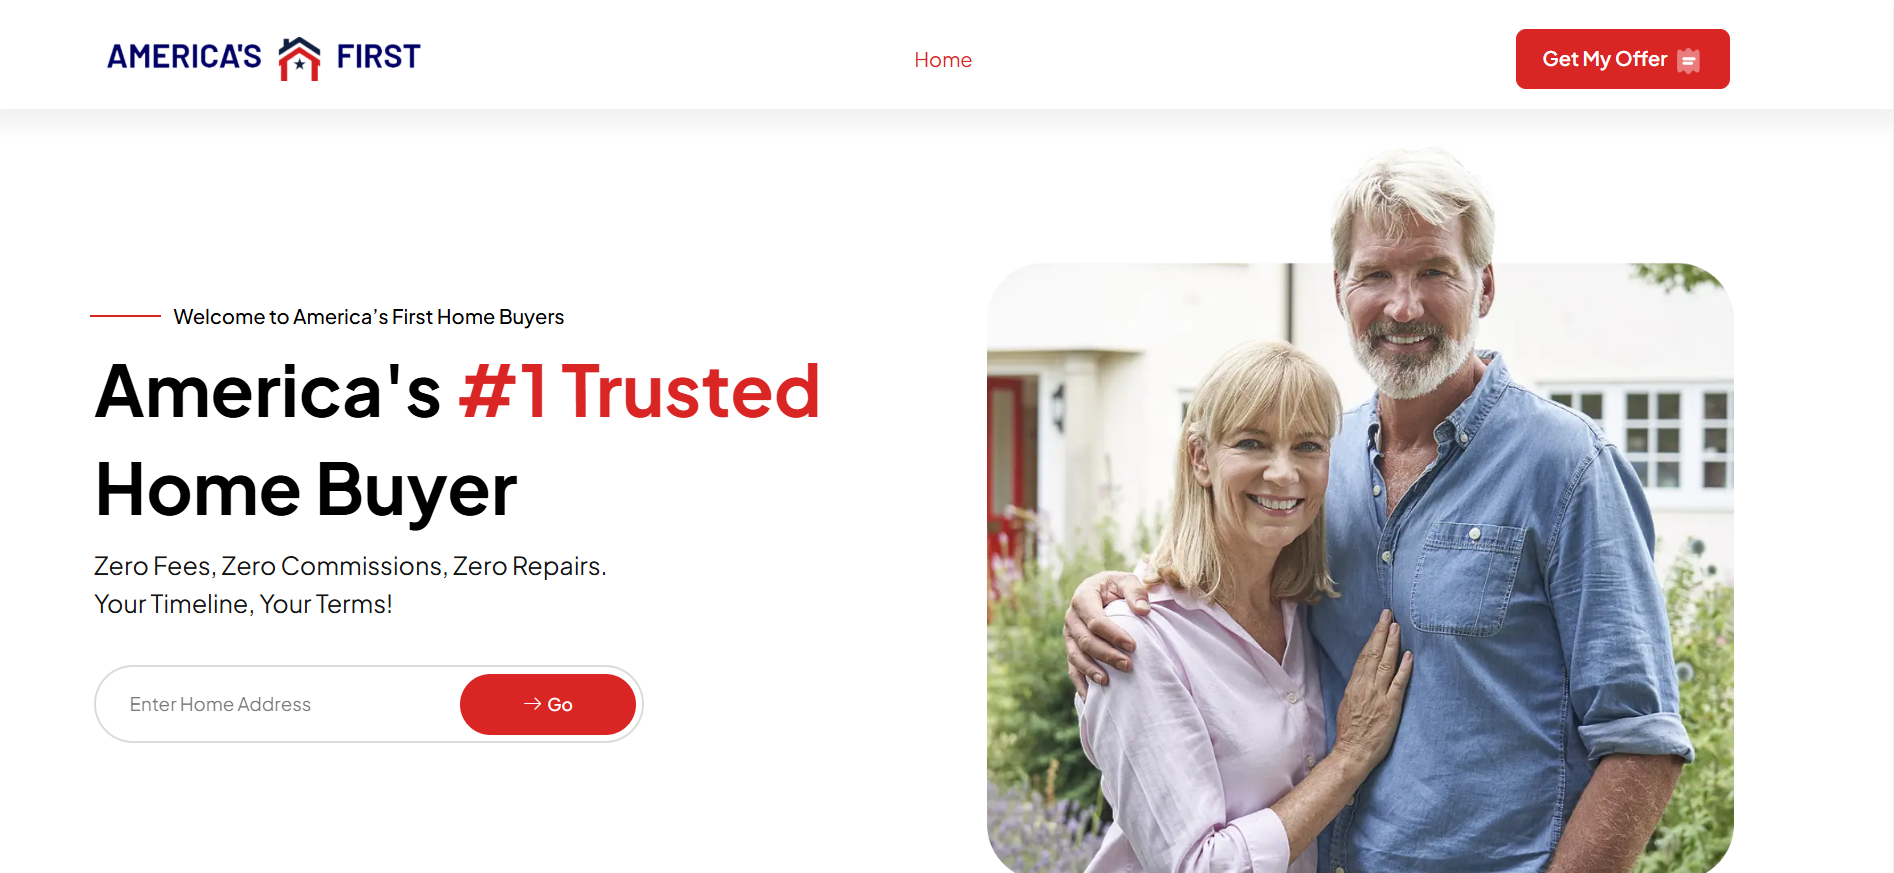 AMERICA'S FIRST
Home
Get My Offer
Welcome to America’s First Home Buyers
America's #1 Trusted
Home Buyer
Zero Fees, Zero Commissions, Zero Repairs.
Your Timeline, Your Terms!
Enter Home Address
Go